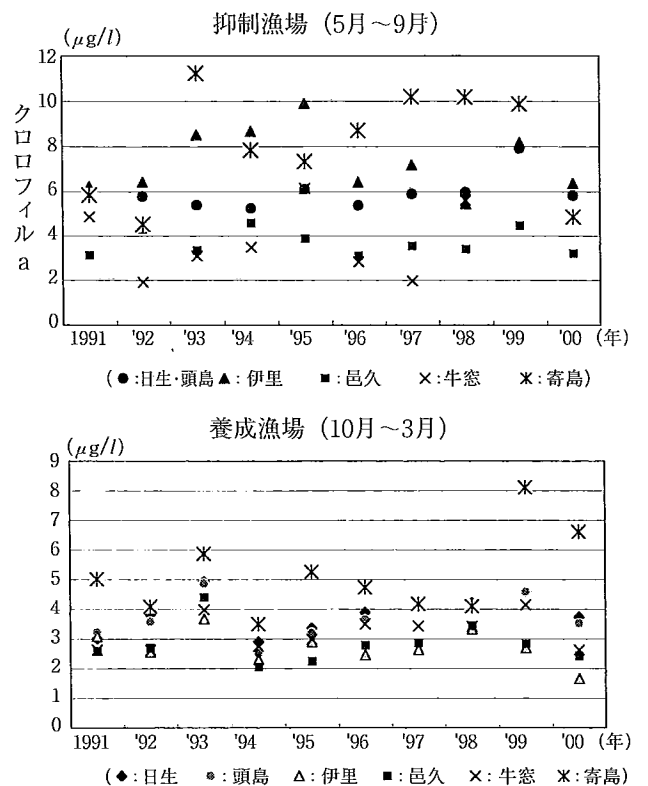 抑制漁場 (5月～9月)
(μg/l)
12
10
8
6
4
2
0
クロロフィルa
1991 '92 '93 '94 '95 '96 '97 '98 '99 '00 (年)
(●:日生・頭島 ▲:伊里 ■:邑久 ×:牛窓 ＊:寄島)
養成漁場 (10月～3月)
(μg/l)
9
8
7
6
5
4
3
2
1
0
1991 '92 '93 '94 '95 '96 '97 '98 '99 '00 (年)
(◆:日生 ●:頭島 △:伊里 ■:邑久 ×:牛窓 ＊:寄島)